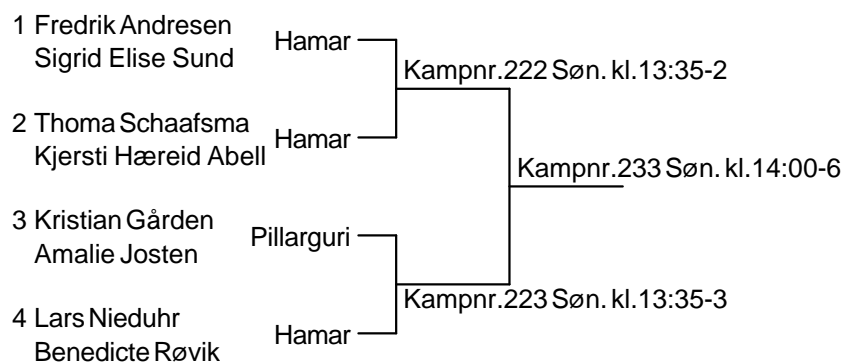 1 Fredrik Andresen
Sigrid Elise Sund
Hamar
Kampnr.222 Søn. kl.13:35-2
2 Thoma Schaafsma
Kjersti Hæreid Abell
Hamar
Kampnr.233 Søn. kl.14:00-6
3 Kristian Gården
Amalie Josten
Pillarguri
Kampnr.223 Søn. kl.13:35-3
4 Lars Nieduhr
Benedicte Røvik
Hamar